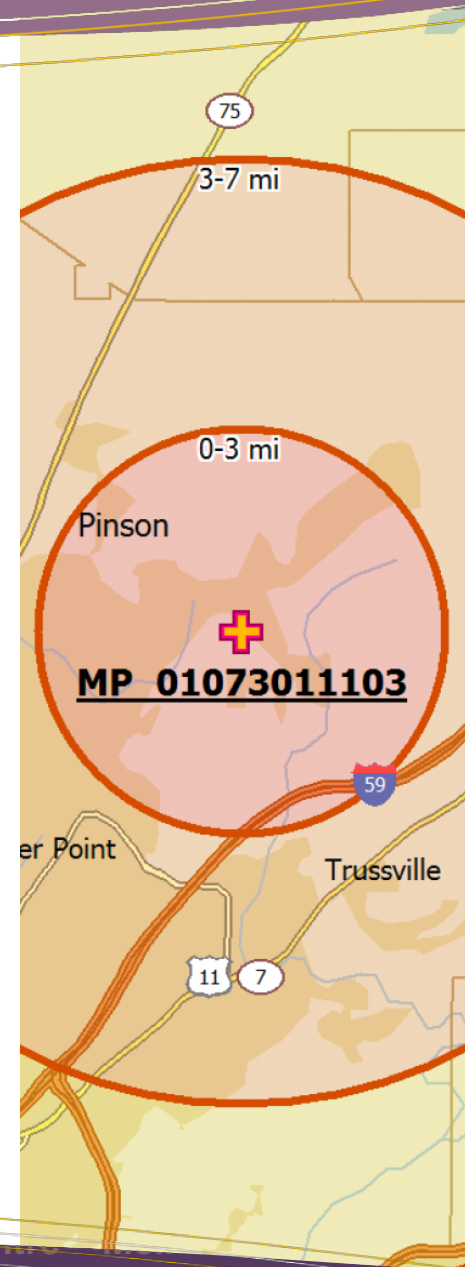 75
3-7 mi
0-3 mi
Pinson
MP 01073011103
59
er Point
Trussville
11 7